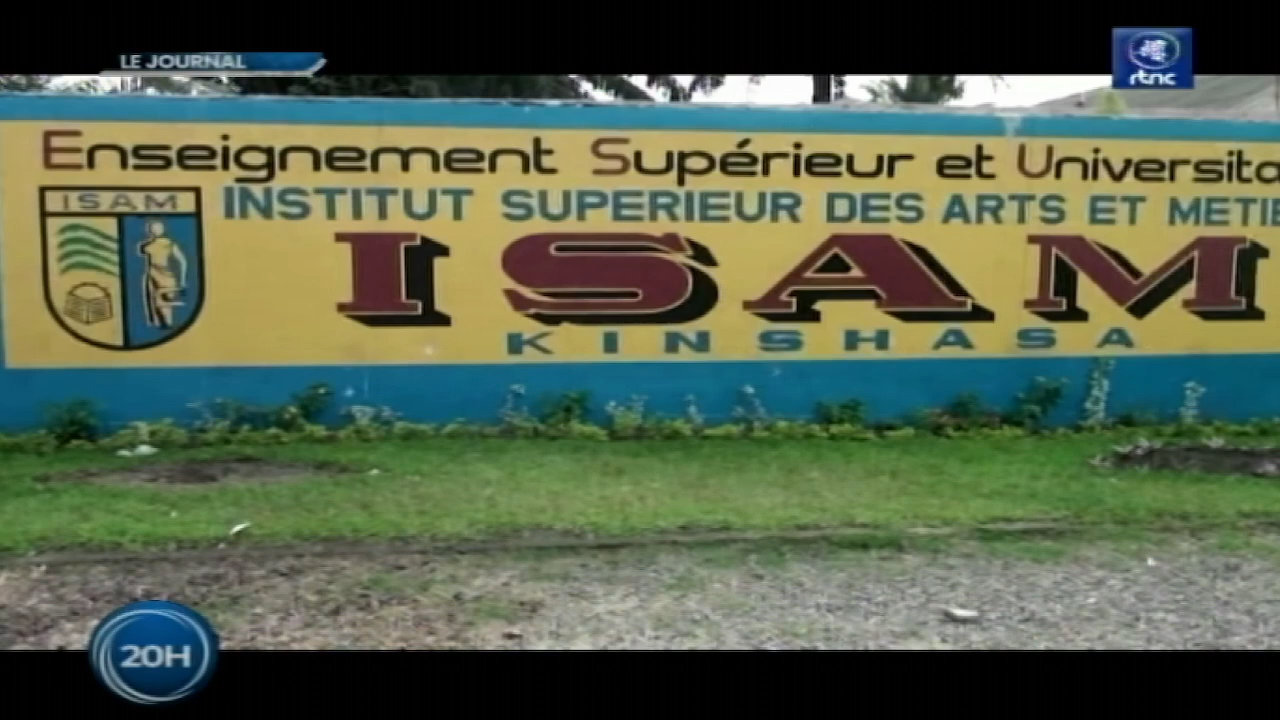 LE JOURNAL
rtnc
Enseignement Supérieur et Universita
ISAM
INSTITUT SUPERIEUR DES ARTS ET METIE
ISAM
KINSHASA
20H